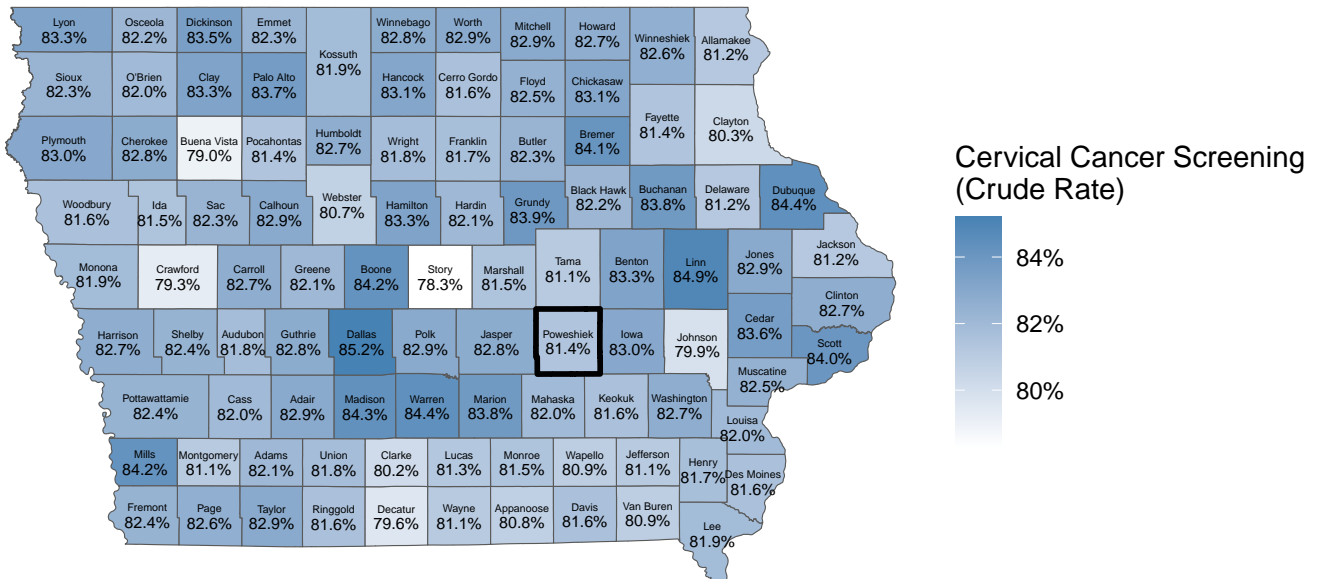 Lyon
83.3%
Osceola
82.2%
Dickinson
83.5%
Emmet
82.3%
Kossuth
81.9%
Winnebago
82.8%
Worth
82.9%
Mitchell
82.9%
Howard
82.7%
Winneshiek
82.6%
Allamakee
81.2%
Sioux
82.3%
O'Brien
82.0%
Clay
83.3%
Palo Alto
83.7%
Hancock
83.1%
Cerro Gordo
81.6%
Floyd
82.5%
Chickasaw
83.1%
Fayette
81.4%
Clayton
80.3%
Plymouth
83.0%
Cherokee
82.8%
Buena Vista
79.0%
Pocahontas
81.4%
Humboldt
82.7%
Wright
81.8%
Franklin
81.7%
Butler
82.3%
Bremer
84.1%
Woodbury
81.6%
Ida
81.5%
Sac
82.3%
Calhoun
82.9%
Webster
80.7%
Hamilton
83.3%
Hardin
82.1%
Grundy
83.9%
Black Hawk
82.2%
Buchanan
83.8%
Delaware
81.2%
Dubuque
84.4%
Monona
81.9%
Crawford
79.3%
Carroll
82.7%
Greene
82.1%
Boone
84.2%
Story
78.3%
Marshall
81.5%
Tama
81.1%
Benton
83.3%
Linn
84.9%
Jones
82.9%
Jackson
81.2%
Clinton
82.7%
Harrison
82.7%
Shelby
82.4%
Audubon
81.8%
Guthrie
82.8%
Dallas
85.2%
Polk
82.9%
Jasper
82.8%
Poweshiek
81.4%
Iowa
83.0%
Johnson
79.9%
Cedar
83.6%
Scott
84.0%
Muscatine
82.5%
Pottawattamie
82.4%
Cass
82.0%
Adair
82.9%
Madison
84.3%
Warren
84.4%
Marion
83.8%
Mahaska
82.0%
Keokuk
81.6%
Washington
82.7%
Louisa
82.0%
Mills
84.2%
Montgomery
81.1%
Adams
82.1%
Union
81.8%
Clarke
80.2%
Lucas
81.3%
Monroe
81.5%
Wapello
80.9%
Jefferson
81.1%
Henry
81.7%
Des Moines
81.6%
Fremont
82.4%
Page
82.6%
Taylor
82.9%
Ringgold
81.6%
Decatur
79.6%
Wayne
81.1%
Appanoose
80.8%
Davis
81.6%
Van Buren
80.9%
Lee
81.9%
Cervical Cancer Screening
(Crude Rate)
84%
82%
80%